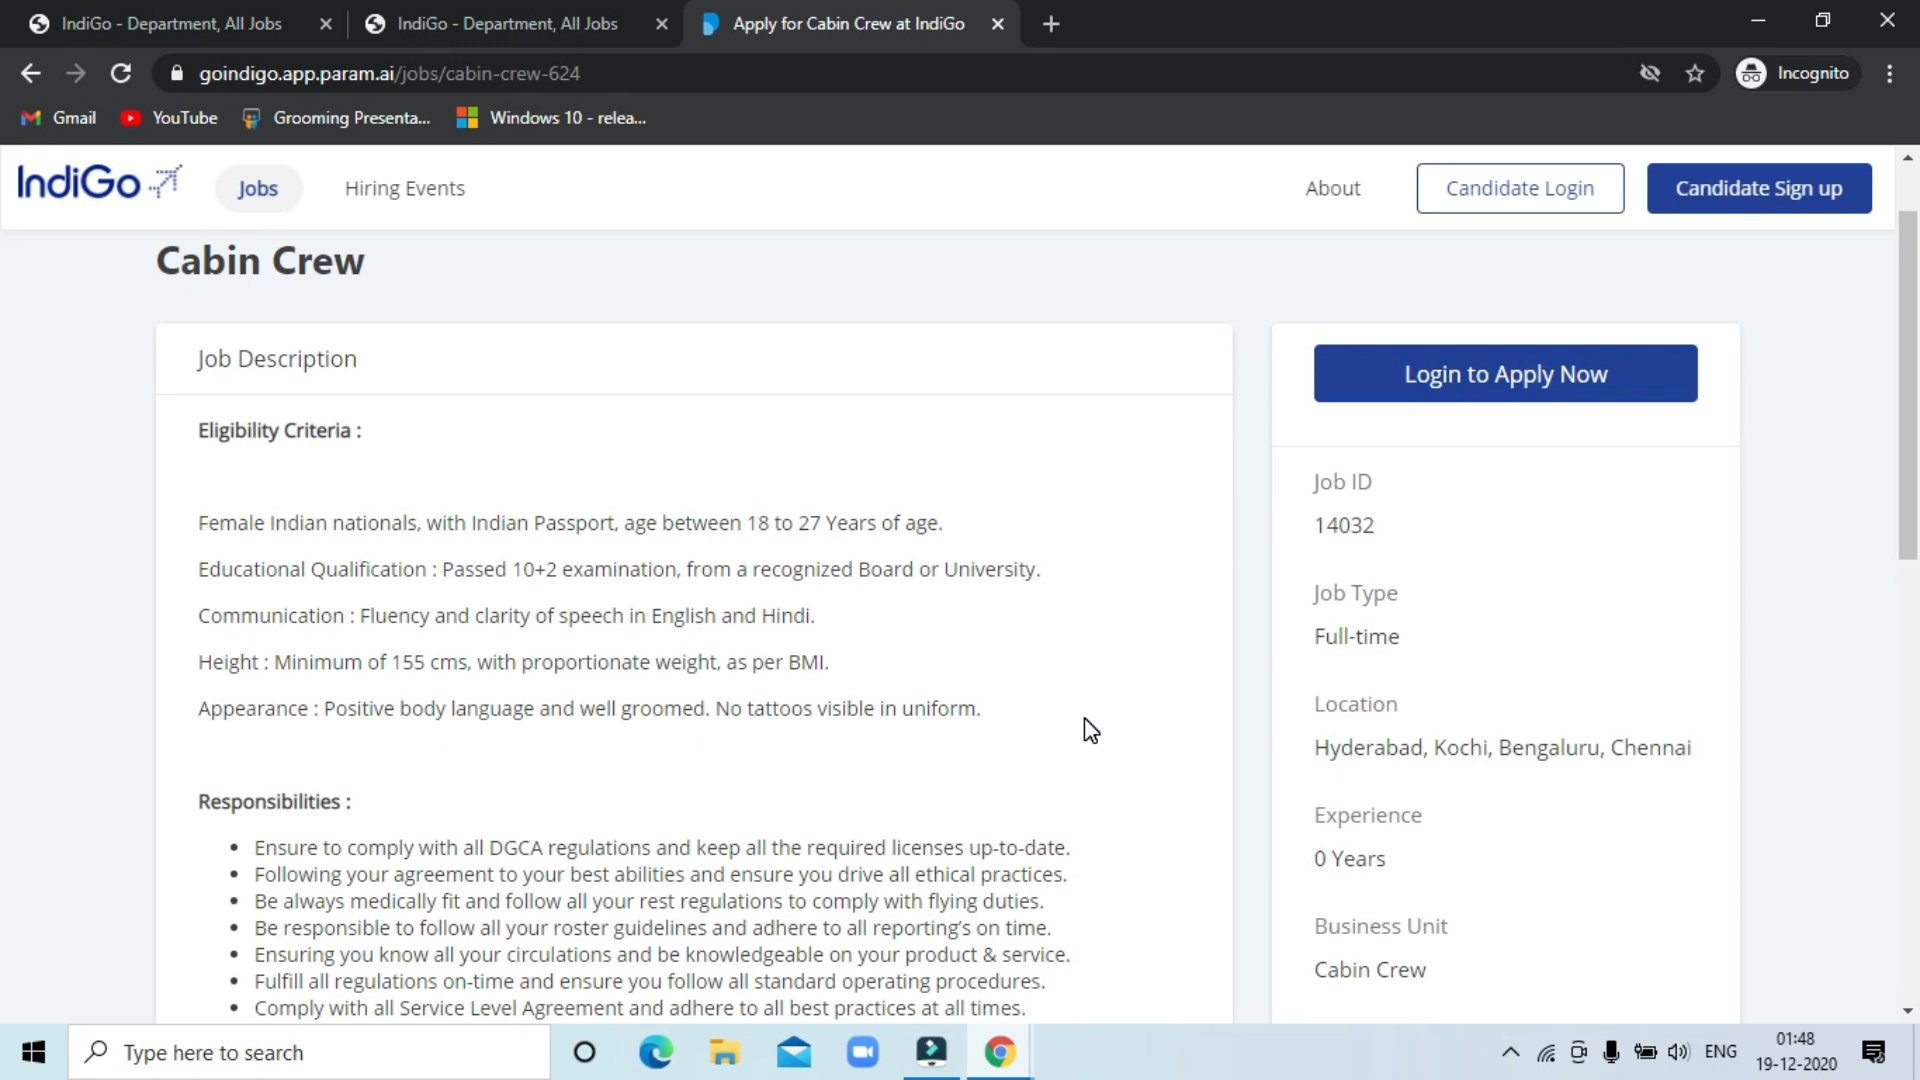 IndiGo - Department, All Jobs
IndiGo - Department, All Jobs
Apply for Cabin Crew at IndiGo
goindigo.app.param.ai/jobs/cabin-crew-624
Incognito
Gmail
YouTube
Grooming Presenta...
Windows 10 - relea...
IndiGo
Jobs
Hiring Events
About
Candidate Login
Candidate Sign up
Cabin Crew
Job Description
Eligibility Criteria :
Female Indian nationals, with Indian Passport, age between 18 to 27 Years of age.
Educational Qualification : Passed 10+2 examination, from a recognized Board or University.
Communication : Fluency and clarity of speech in English and Hindi.
Height : Minimum of 155 cms, with proportionate weight, as per BMI.
Appearance : Positive body language and well groomed. No tattoos visible in uniform.
Responsibilities :
• Ensure to comply with all DGCA regulations and keep all the required licenses up-to-date.
• Following your agreement to your best abilities and ensure you drive all ethical practices.
• Be always medically fit and follow all your rest regulations to comply with flying duties.
• Be responsible to follow all your roster guidelines and adhere to all reporting's on time.
• Ensuring you know all your circulations and be knowledgeable on your product & service.
• Fulfill all regulations on-time and ensure you follow all standard operating procedures.
• Comply with all Service Level Agreement and adhere to all best practices at all times.
Login to Apply Now
Job ID
14032
Job Type
Full-time
Location
Hyderabad, Kochi, Bengaluru, Chennai
Experience
0 Years
Business Unit
Cabin Crew
Type here to search
ENG
01:48
19-12-2020